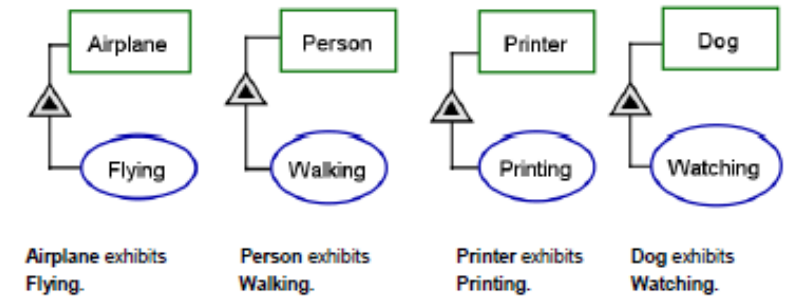 Airplane
Person
Printer
Dog
Flying
Walking
Printing
Watching
Airplane exhibits
Flying.
Person exhibits
Walking.
Printer exhibits
Printing.
Dog exhibits
Watching.